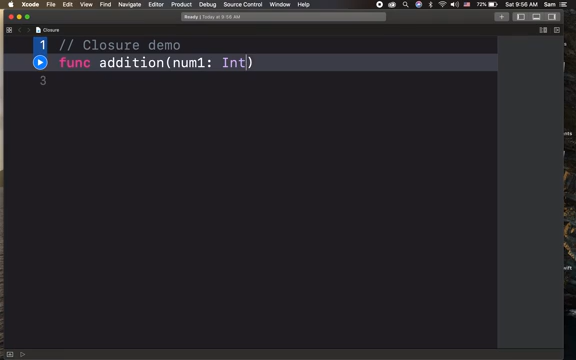 Xcode File Edit View Find Navigate Editor Product Debug Source Control Window Help 72% Sat 9:56 AM Sam
Ready | Today at 9:56 AM
Closure
1 // Closure demo
func addition(num1: Int)
3